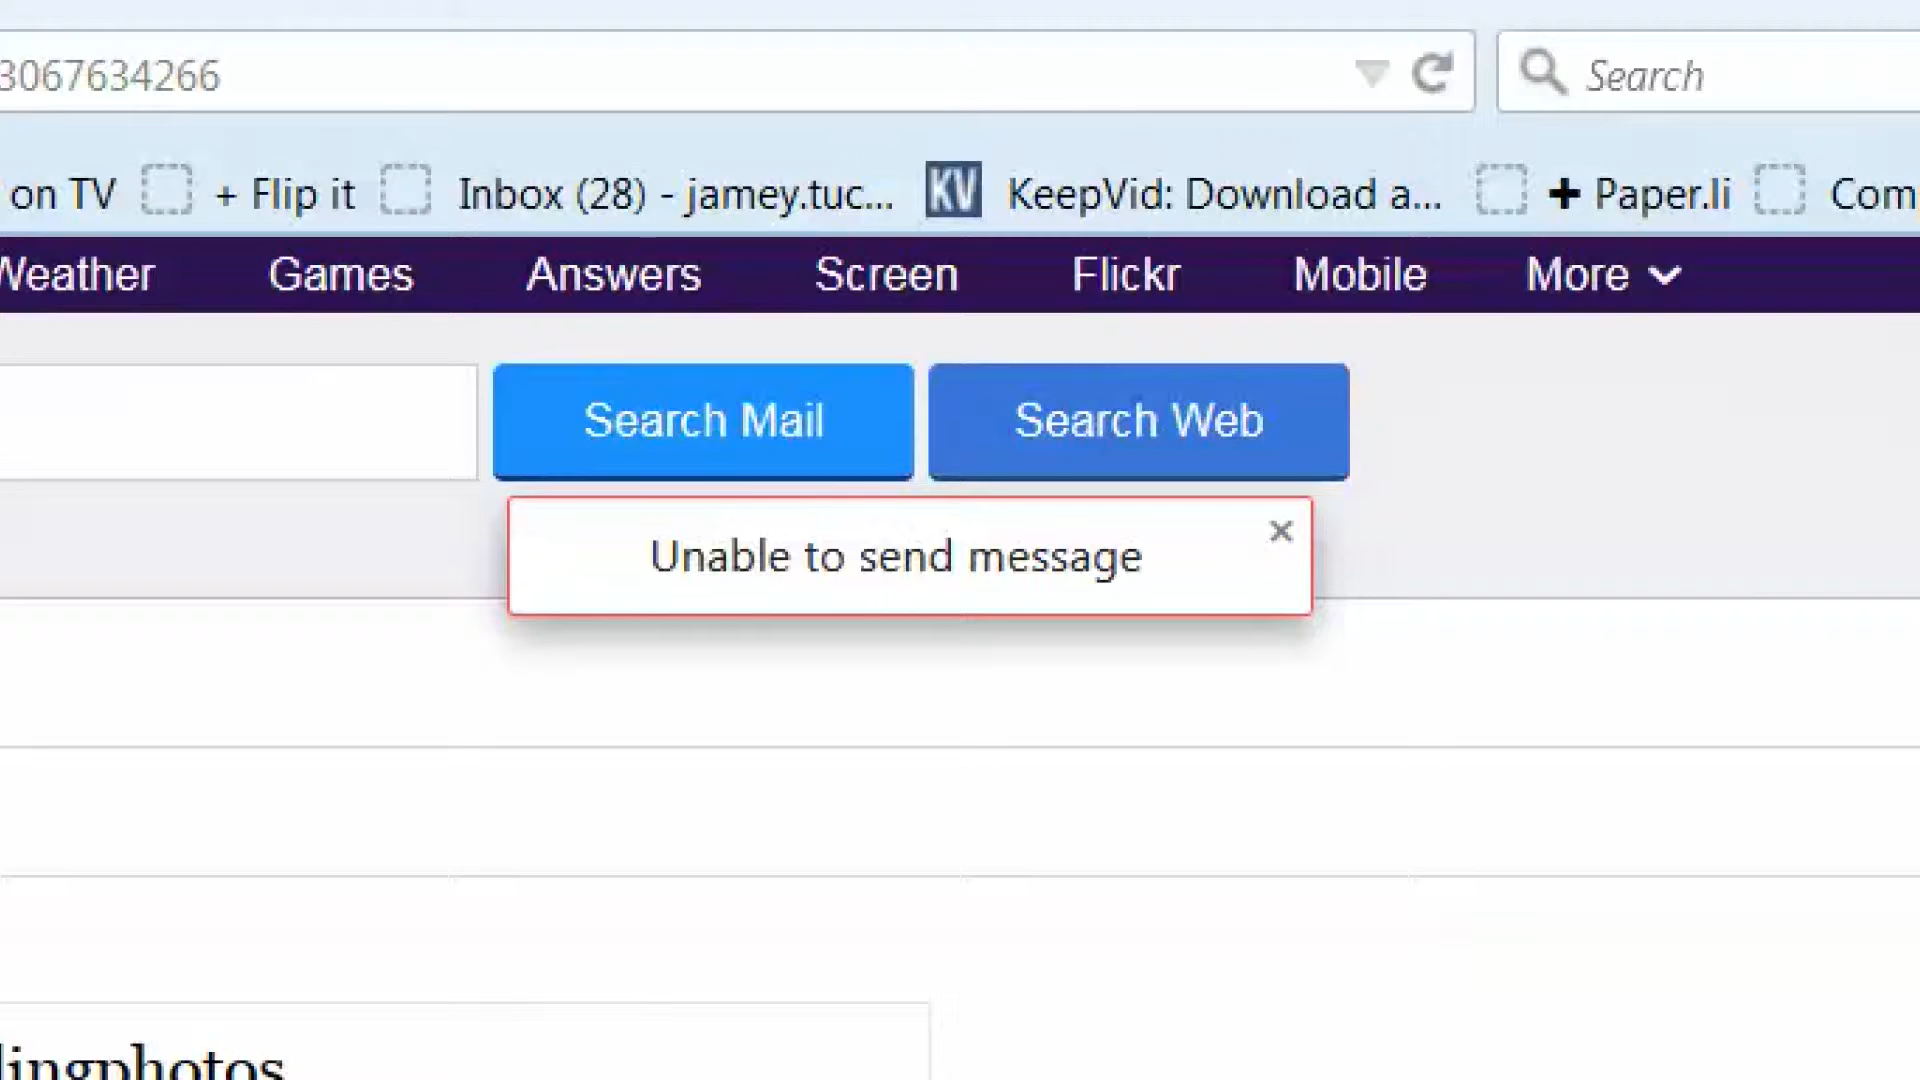 3067634266 Search
on TV + Flip it Inbox (28) - jamey.tuc... KV KeepVid: Download a... + Paper.li Com
Weather Games Answers Screen Flickr Mobile More
Search Mail Search Web
Unable to send message
lingphotos